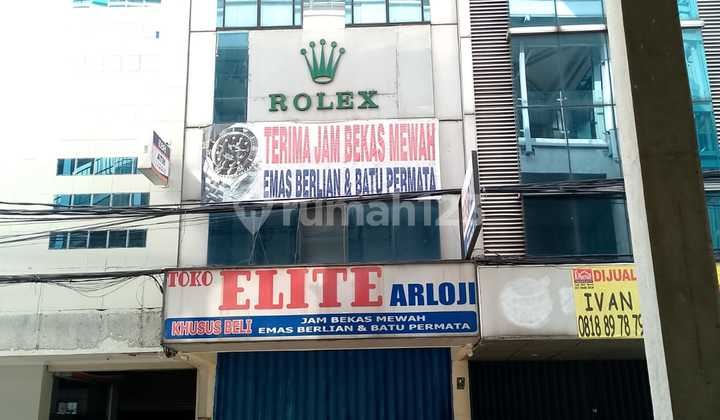 ROLEX
TERIMA JAM BEKAS MEWAH
EMAS BERLIAN & BATU PERMATA
rumah123
TOKO ELITE ARLOJI
KHUSUS BELI
JAM BEKAS MEWAH
EMAS BERLIAN & BATU PERMATA
DIJUAL
IVAN
0818 89 78 79